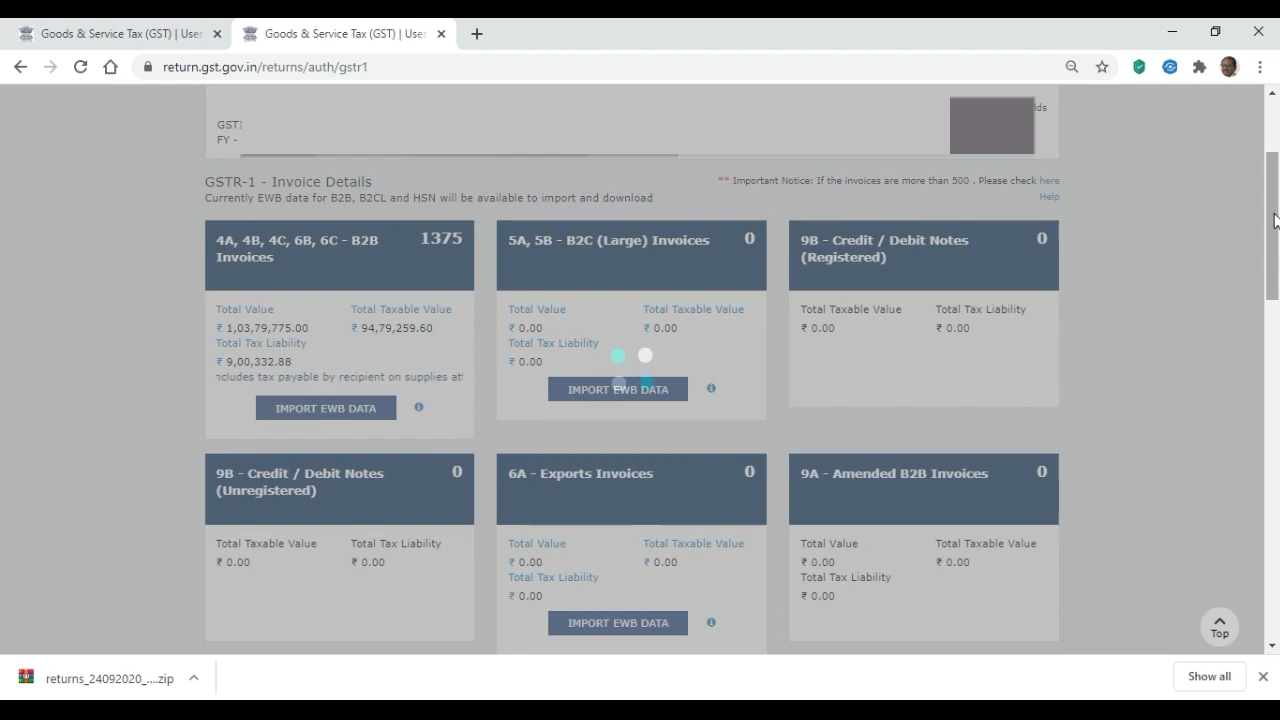 Goods & Service Tax (GST) | User
Goods & Service Tax (GST) | User
return.gst.gov.in/returns/auth/gstr1
GSTI
FY -
lds
GSTR-1 - Invoice Details
** Important Notice: If the invoices are more than 500 . Please check here
Currently EWB data for B2B, B2CL and HSN will be available to import and download
Help
4A, 4B, 4C, 6B, 6C - B2B Invoices 1375
Total Value Total Taxable Value
₹ 1,03,79,775.00 ₹ 94,79,259.60
Total Tax Liability
₹ 9,00,332.88
ncludes tax payable by recipient on supplies at
IMPORT EWB DATA
5A, 5B - B2C (Large) Invoices 0
Total Value Total Taxable Value
₹ 0.00 ₹ 0.00
Total Tax Liability
₹ 0.00
IMPORT EWB DATA
9B - Credit / Debit Notes (Registered) 0
Total Taxable Value Total Tax Liability
₹ 0.00 ₹ 0.00
9B - Credit / Debit Notes (Unregistered) 0
Total Taxable Value Total Tax Liability
₹ 0.00 ₹ 0.00
6A - Exports Invoices 0
Total Value Total Taxable Value
₹ 0.00 ₹ 0.00
Total Tax Liability
₹ 0.00
IMPORT EWB DATA
9A - Amended B2B Invoices 0
Total Value Total Taxable Value
₹ 0.00 ₹ 0.00
Total Tax Liability
₹ 0.00
Top
returns_24092020_....zip
Show all